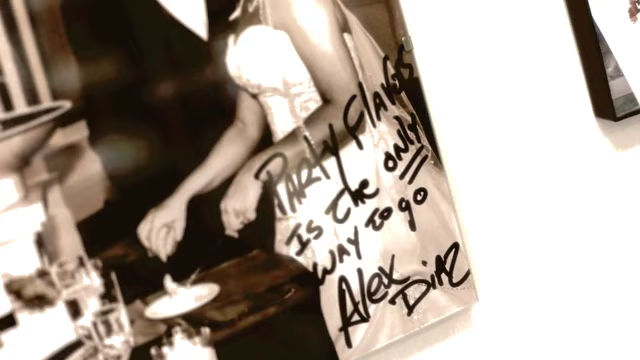 PARTY FLAVORS
IS the ONLY
WAY TO GO
Alex
DIAZ